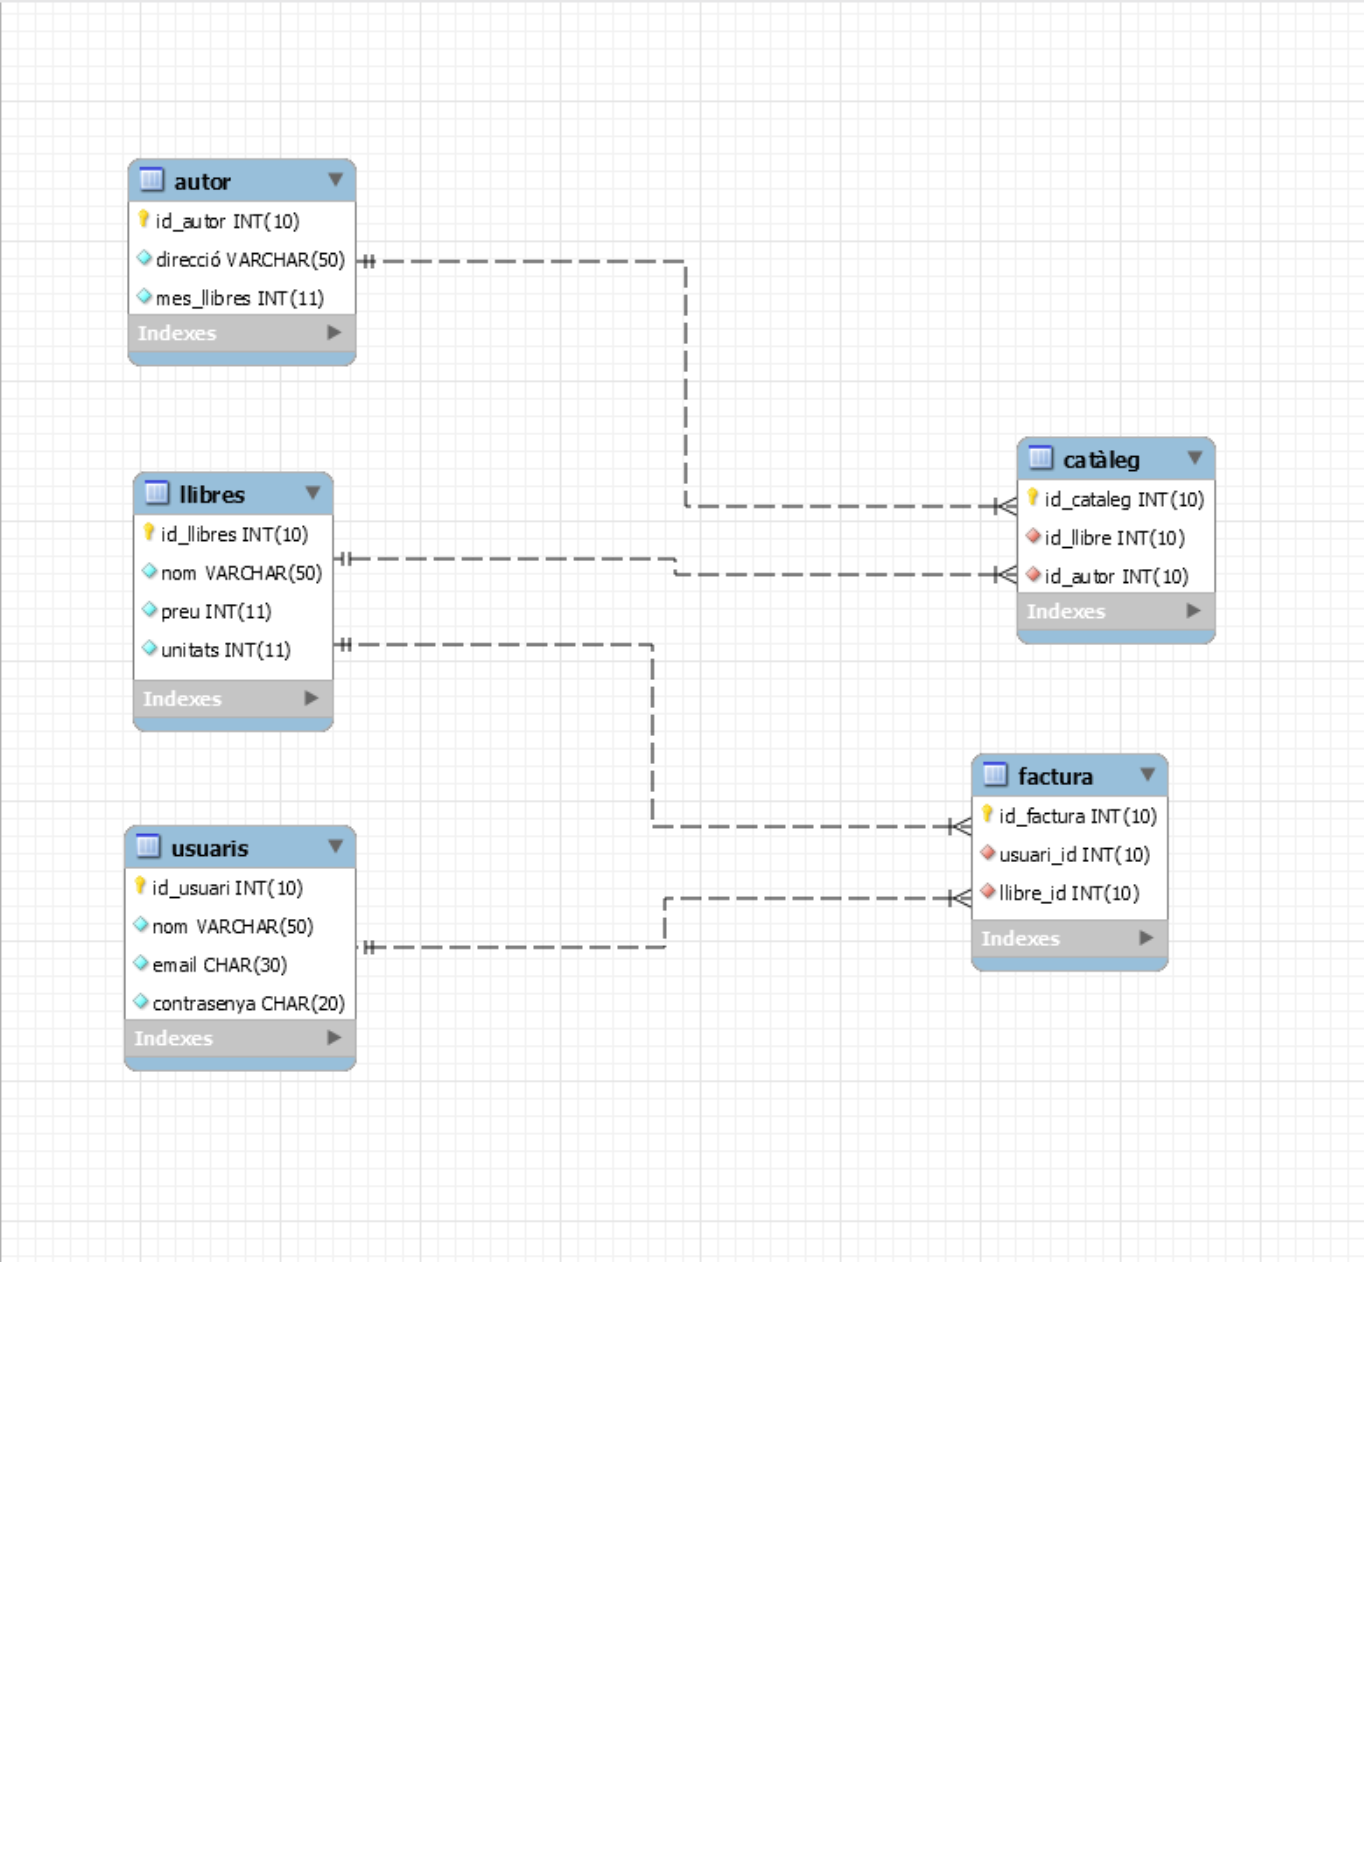 autor
id_autor INT(10)
direcció VARCHAR(50)
mes_llibres INT(11)
Indexes
llibres
id_llibres INT(10)
nom VARCHAR(50)
preu INT(11)
unitats INT(11)
Indexes
usuaris
id_usuari INT(10)
nom VARCHAR(50)
email CHAR(30)
contrasenya CHAR(20)
Indexes
catàleg
id_cataleg INT(10)
id_llibre INT(10)
id_autor INT(10)
Indexes
factura
id_factura INT(10)
usuari_id INT(10)
llibre_id INT(10)
Indexes